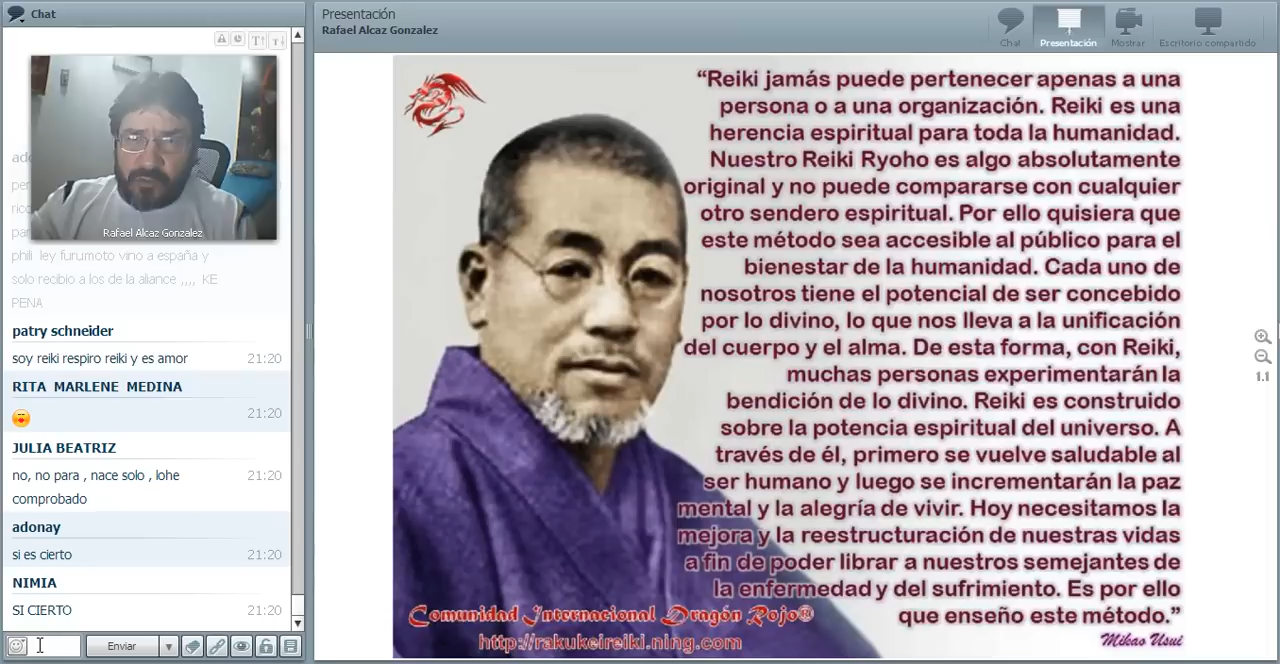 Chat
Rafael Alcaz Gonzalez
phili ley furumoto vino a españa y
solo recibio a los de la aliance ,,,, KE
PENA
patry schneider
soy reiki respiro reiki y es amor 21:20
RITA MARLENE MEDINA
21:20
JULIA BEATRIZ
no, no para , nace solo , lohe 21:20
comprobado
adonay
si es cierto 21:20
NIMIA
SI CIERTO 21:20
Enviar
Presentación
Rafael Alcaz Gonzalez
Chat
Presentación
Mostrar
Escritorio compartido
“Reiki jamás puede pertenecer apenas a una
persona o a una organización. Reiki es una
herencia espiritual para toda la humanidad.
Nuestro Reiki Ryoho es algo absolutamente
original y no puede compararse con cualquier
otro sendero espiritual. Por ello quisiera que
este método sea accesible al público para el
bienestar de la humanidad. Cada uno de
nosotros tiene el potencial de ser concebido
por lo divino, lo que nos lleva a la unificación
del cuerpo y el alma. De esta forma, con Reiki,
muchas personas experimentarán la
bendición de lo divino. Reiki es construido
sobre la potencia espiritual del universo. A
través de él, primero se vuelve saludable al
ser humano y luego se incrementarán la paz
mental y la alegría de vivir. Hoy necesitamos la
mejora y la reestructuración de nuestras vidas
a fin de poder librar a nuestros semejantes de
la enfermedad y del sufrimiento. Es por ello
que enseño este método.”
Mikao Usui
Comunidad Internacional Dragón Rojo®
http://rakukeireiki.ning.com
1.1